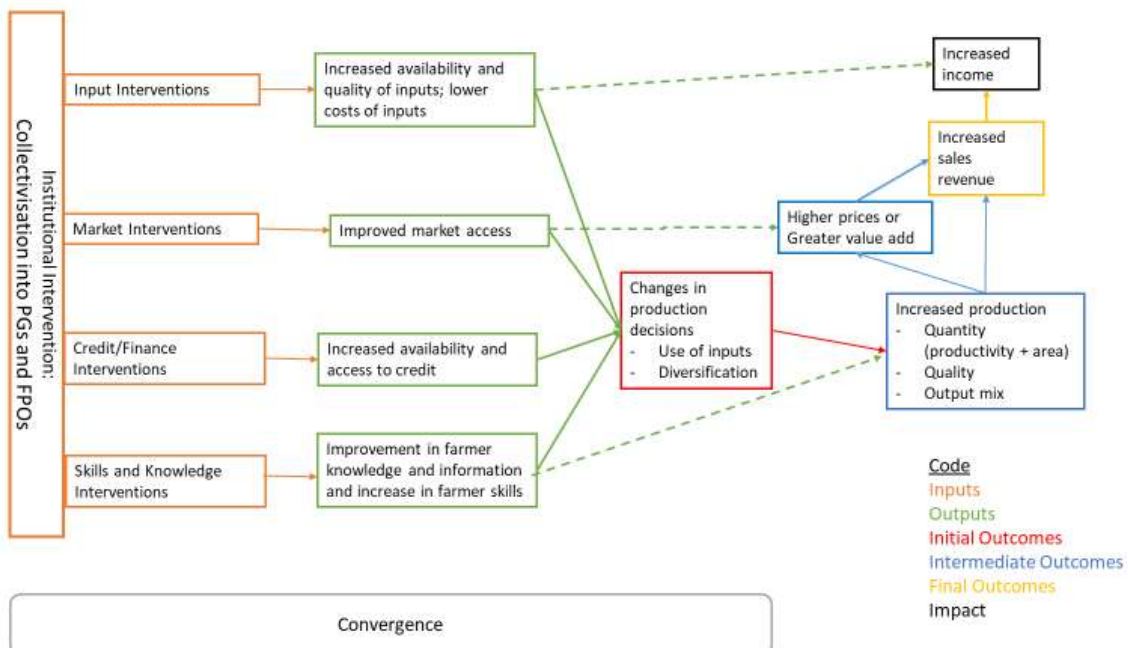 Institutional Intervention:
Collectivisation into PGs and FPOs
Input Interventions
Increased availability and
quality of inputs; lower
costs of inputs
Increased
income
Increased
sales
revenue
Market Interventions
Improved market access
Higher prices or
Greater value add
Changes in
production
decisions
- Use of inputs
- Diversification
Increased production
- Quantity
(productivity + area)
- Quality
- Output mix
Credit/Finance
Interventions
Increased availability and
access to credit
Skills and Knowledge
Interventions
Improvement in farmer
knowledge and information
and increase in farmer skills
Code
Inputs
Outputs
Initial Outcomes
Intermediate Outcomes
Final Outcomes
Impact
Convergence